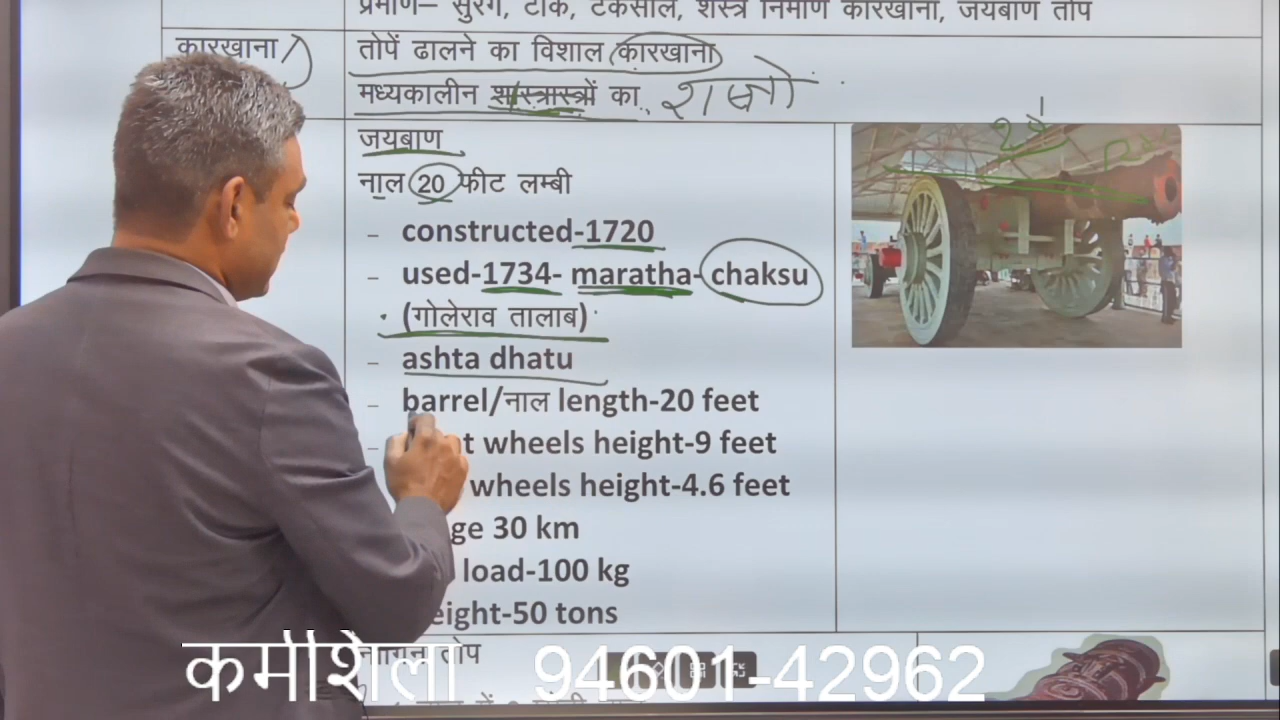 प्रमाण– सुरंग, टांके, टकसाल, शस्त्र निर्माण कारखाना, जयबाण तोप
कारखाना
तोपें ढालने का विशाल कारखाना
मध्यकालीन शास्त्रास्त्रों का
जयबाण
नाल 20 फीट लम्बी
– constructed-1720
– used-1734- maratha- chaksu
(गोलेराव तालाब)
– ashta dhatu
– barrel/नाल length-20 feet
– t wheels height-9 feet
wheels height-4.6 feet
ge 30 km
load-100 kg
eight-50 tons
तोप
कर्मशिला 94601-42962